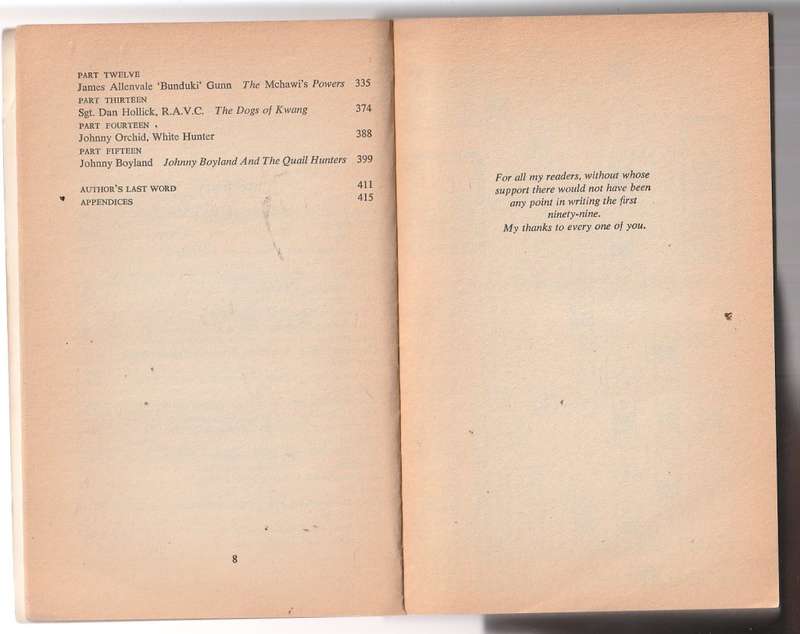 PART TWELVE
James Allenvale 'Bunduki' Gunn The Mchawi's Powers 335
PART THIRTEEN
Sgt. Dan Hollick, R.A.V.C. The Dogs of Kwang 374
PART FOURTEEN
Johnny Orchid, White Hunter 388
PART FIFTEEN
Johnny Boyland Johnny Boyland And The Quail Hunters 399
AUTHOR'S LAST WORD 411
APPENDICES 415
8
For all my readers, without whose
support there would not have been
any point in writing the first
ninety-nine.
My thanks to every one of you.